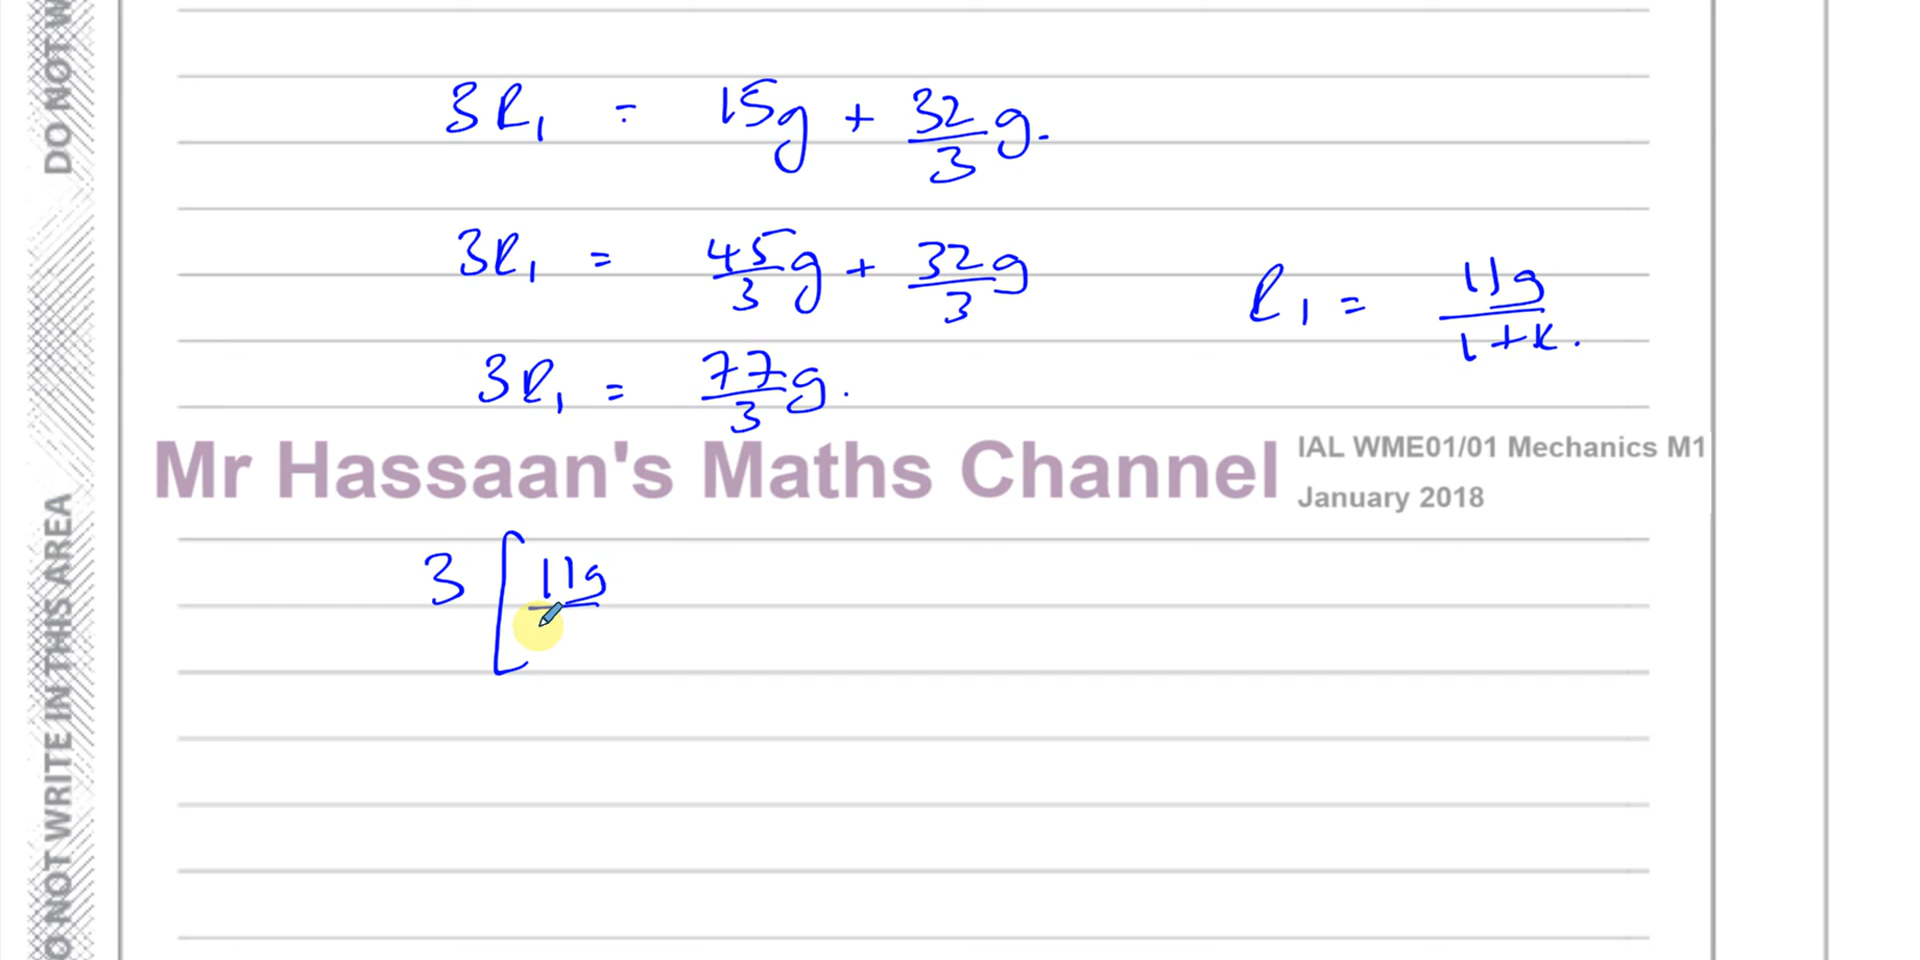 DO NOT W
3R₁ = 15g + 32/3 g.
3R₁ = 45/3 g + 32/3 g
R₁ = 11g/1+k.
3R₁ = 77/3 g.
Mr Hassaan's Maths Channel
IAL WME01/01 Mechanics M1
January 2018
3 [ 11g
O NOT WRITE IN THIS AREA